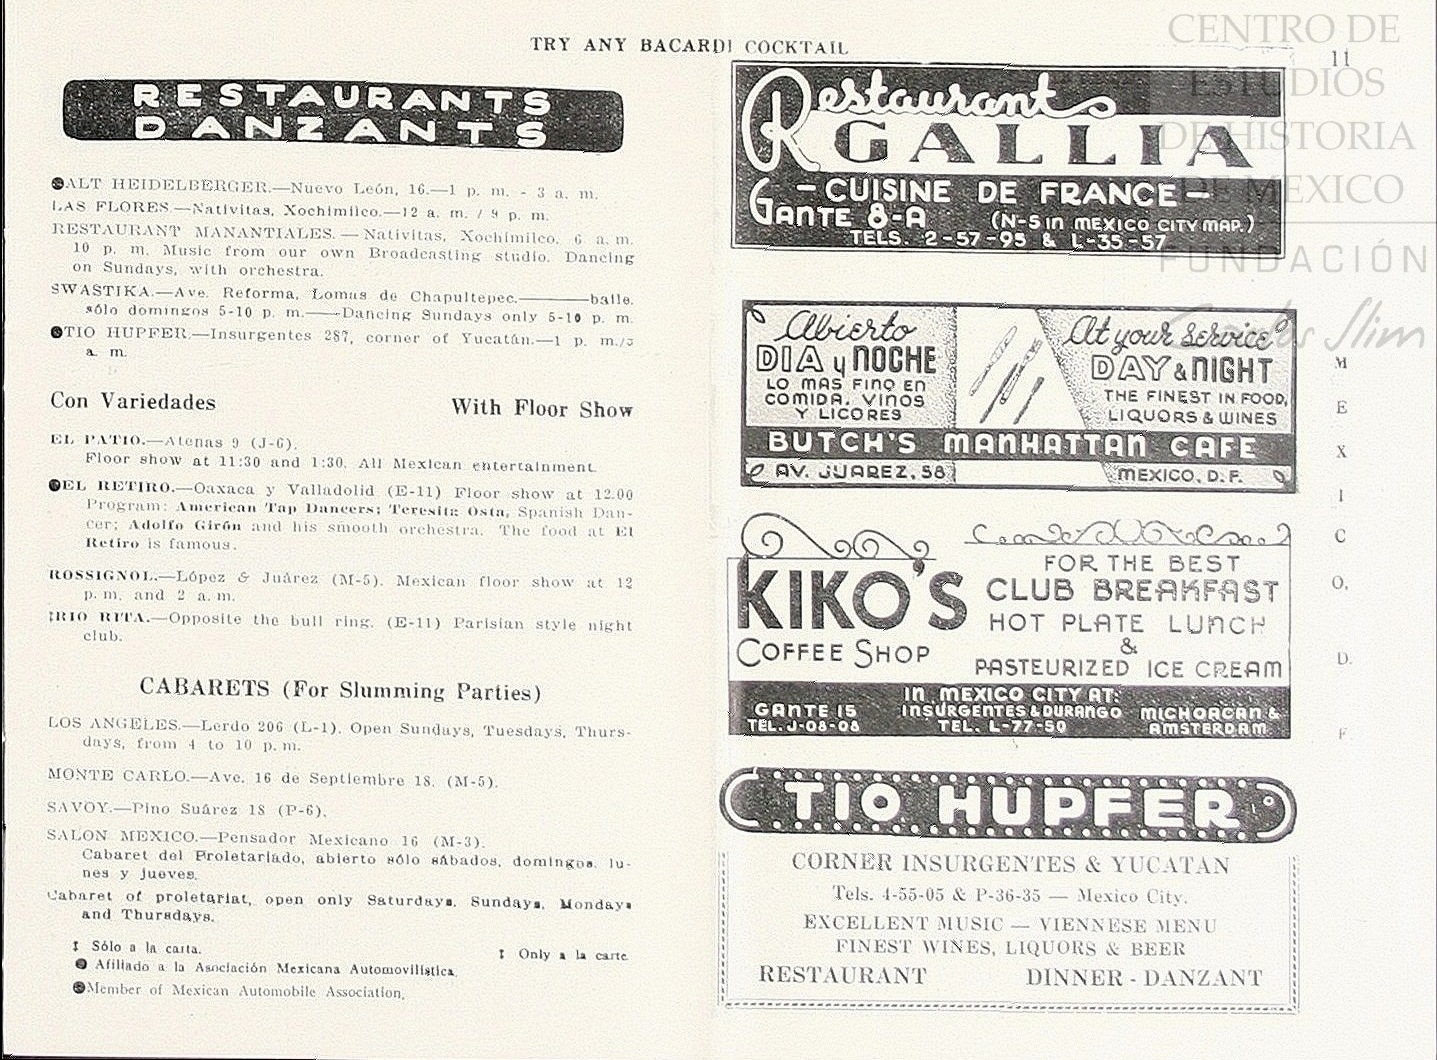 TRY ANY BACARDI COCKTAIL
11
RESTAURANTS
DANZANTS
ALT HEIDELBERGER.—Nuevo León, 16.—1 p. m. - 3 a. m.
LAS FLORES.—Nativitas, Xochimilco.—12 a. m. / 9 p. m.
RESTAURANT MANANTIALES. — Nativitas, Xochimilco. 6 a. m.
10 p. m. Music from our own Broadcasting studio. Dancing
on Sundays, with orchestra.
SWASTIKA.—Ave. Reforma, Lomas de Chapultepec.———baile.
sólo domingos 5-10 p. m.——Dancing Sundays only 5-10 p. m.
TIO HUPFER.—Insurgentes 287, corner of Yucatán.—1 p. m./3
a. m.
Con Variedades With Floor Show
EL PATIO.—Atenas 9 (J-6).
Floor show at 11:30 and 1:30. All Mexican entertainment.
EL RETIRO.—Oaxaca y Valladolid (E-11) Floor show at 12.00
Program: American Tap Dancers; Teresita Osta, Spanish Dan-
cer; Adolfo Girón and his smooth orchestra. The food at El
Retiro is famous.
ROSSIGNOL.—López & Juárez (M-5). Mexican floor show at 12
p. m. and 2 a. m.
‡RIO RITA.—Opposite the bull ring. (E-11) Parisian style night
club.
CABARETS (For Slumming Parties)
LOS ANGELES.—Lerdo 206 (L-1). Open Sundays, Tuesdays, Thurs-
days, from 4 to 10 p. m.
MONTE CARLO.—Ave. 16 de Septiembre 18. (M-5).
SAVOY.—Pino Suárez 18 (P-6).
SALON MEXICO.—Pensador Mexicano 16 (M-3).
Cabaret del Proletariado, abierto sólo sábados, domingos, lu-
nes y jueves.
Cabaret of proletariat, open only Saturdays, Sundays, Mondays
and Thursdays.
‡ Sólo a la carta. ‡ Only a la carte.
Afiliado a la Asociación Mexicana Automovilística.
Member of Mexican Automobile Association.
Restaurant
GALLIA
-CUISINE DE FRANCE-
GANTE 8-A (N-5 IN MEXICO CITY MAP.)
TELS. 2-57-95 & L-35-57
Abierto
DIA y NOCHE
LO MAS FINO EN
COMIDA, VINOS
Y LICORES
At your Service
DAY & NIGHT
THE FINEST IN FOOD,
LIQUORS & WINES
BUTCH'S MANHATTAN CAFE
AV. JUAREZ, 58 MEXICO, D. F.
KIKO'S
COFFEE SHOP
FOR THE BEST
CLUB BREAKFAST
HOT PLATE LUNCH
&
PASTEURIZED ICE CREAM
IN MEXICO CITY AT:
GANTE 15 INSURGENTES & DURANGO MICHOACAN &
TEL. J-08-08 TEL. L-77-50 AMSTERDAM
TIO HUPFER
CORNER INSURGENTES & YUCATAN
Tels. 4-55-05 & P-36-35 — Mexico City.
EXCELLENT MUSIC — VIENNESE MENU
FINEST WINES, LIQUORS & BEER
RESTAURANT DINNER - DANZANT
M
E
X
I
C
O,
D.
F.
CENTRO DE
ESTUDIOS
DE HISTORIA
DE MEXICO
FUNDACIÓN
Carlos Slim